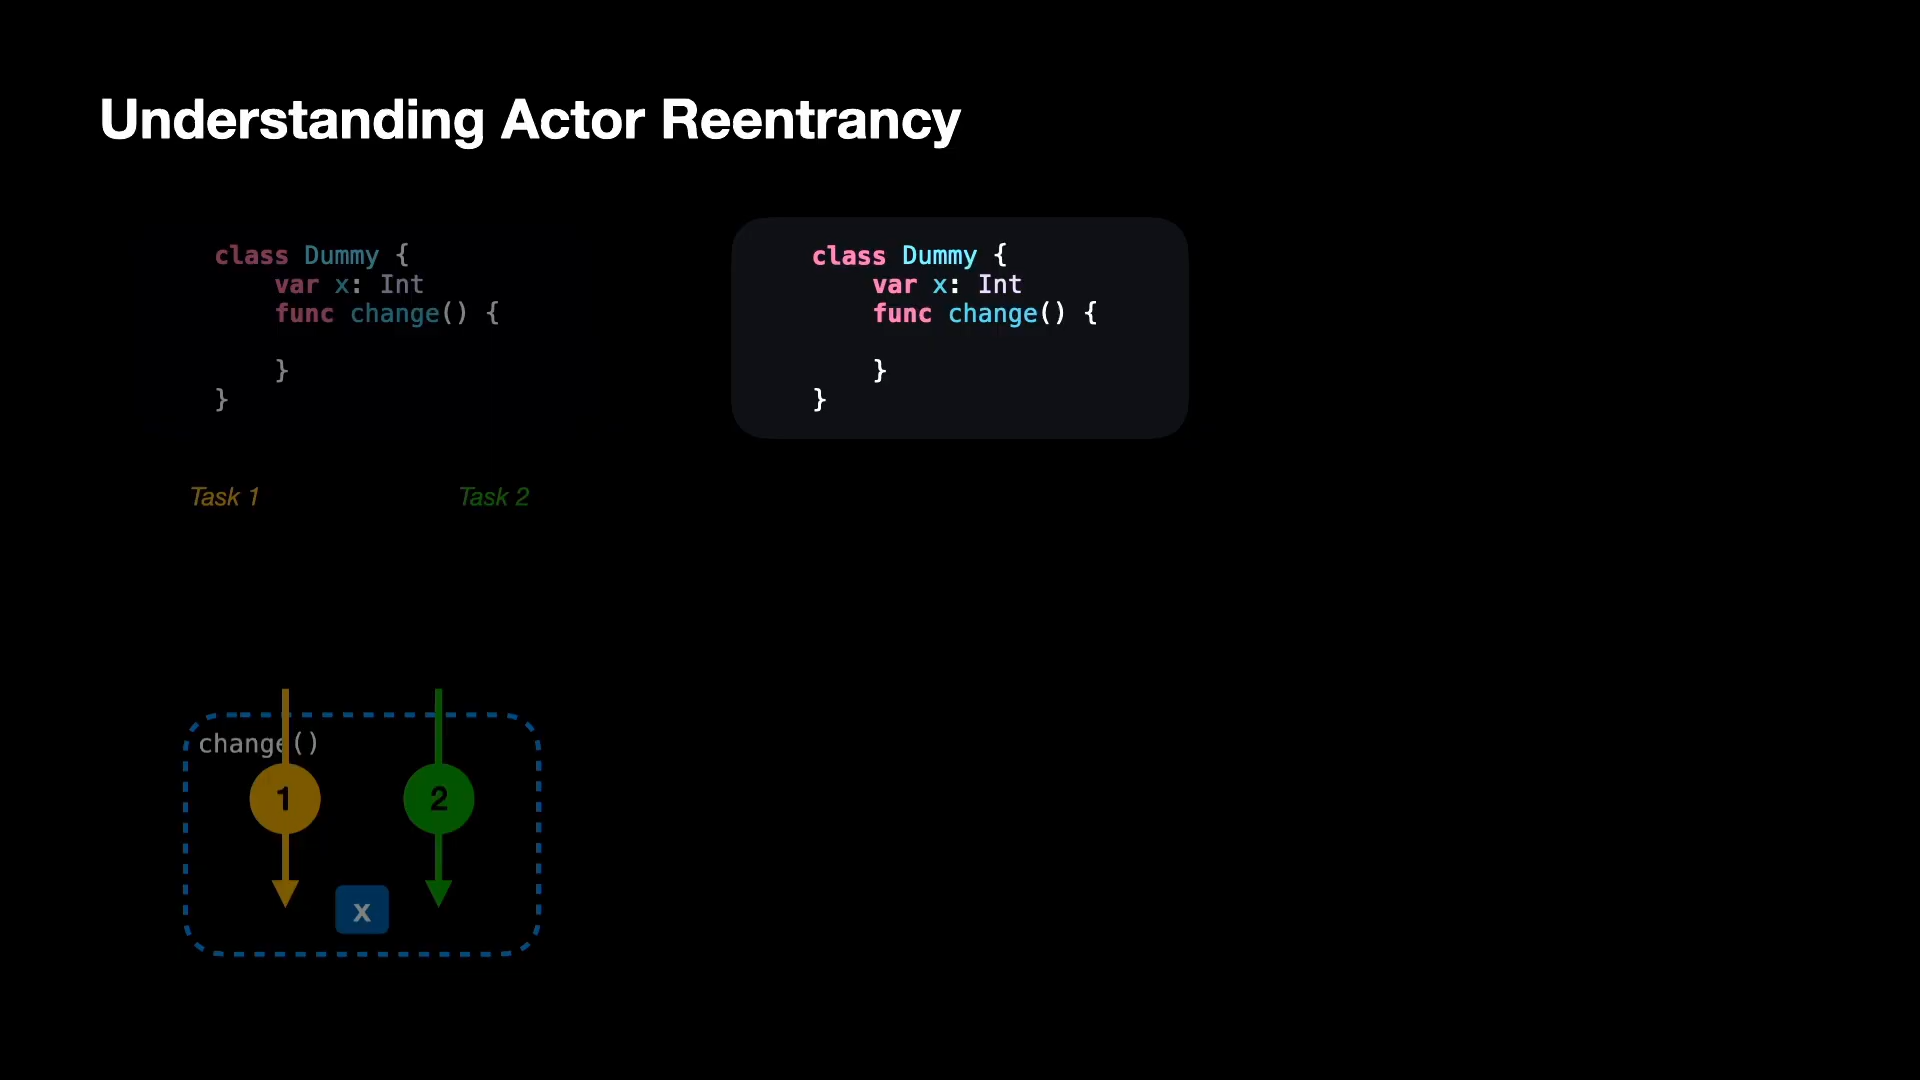 Understanding Actor Reentrancy
class Dummy {
    var x: Int
    func change() {
    }
}
class Dummy {
    var x: Int
    func change() {
    }
}
Task 1
Task 2
change()
1
2
x